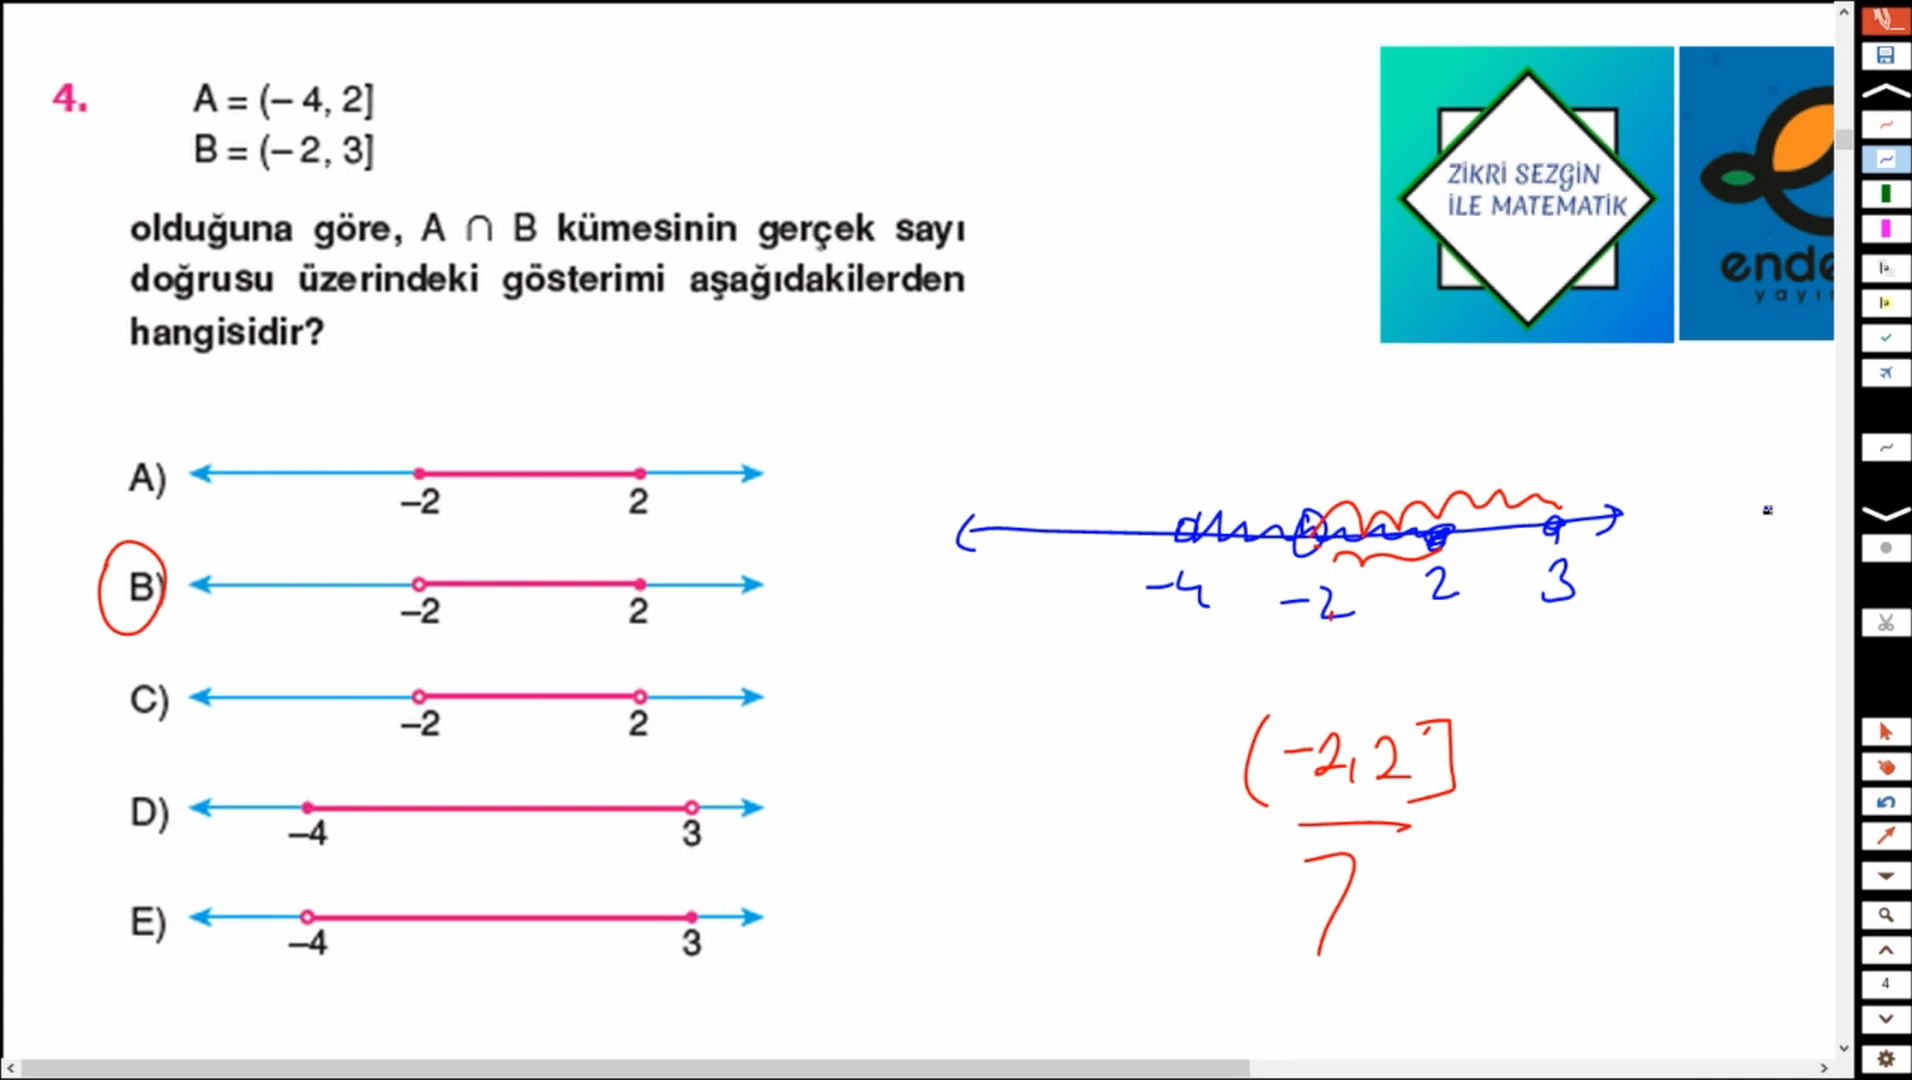 4.
A = (– 4, 2]
B = (– 2, 3]
olduğuna göre, A ∩ B kümesinin gerçek sayı
doğrusu üzerindeki gösterimi aşağıdakilerden
hangisidir?
A)
–2 2
B)
–2 2
C)
–2 2
D)
–4 3
E)
–4 3
ZİKRİ SEZGİN
İLE MATEMATİK
-4 -2 2 3
(-2, 2]
7
4